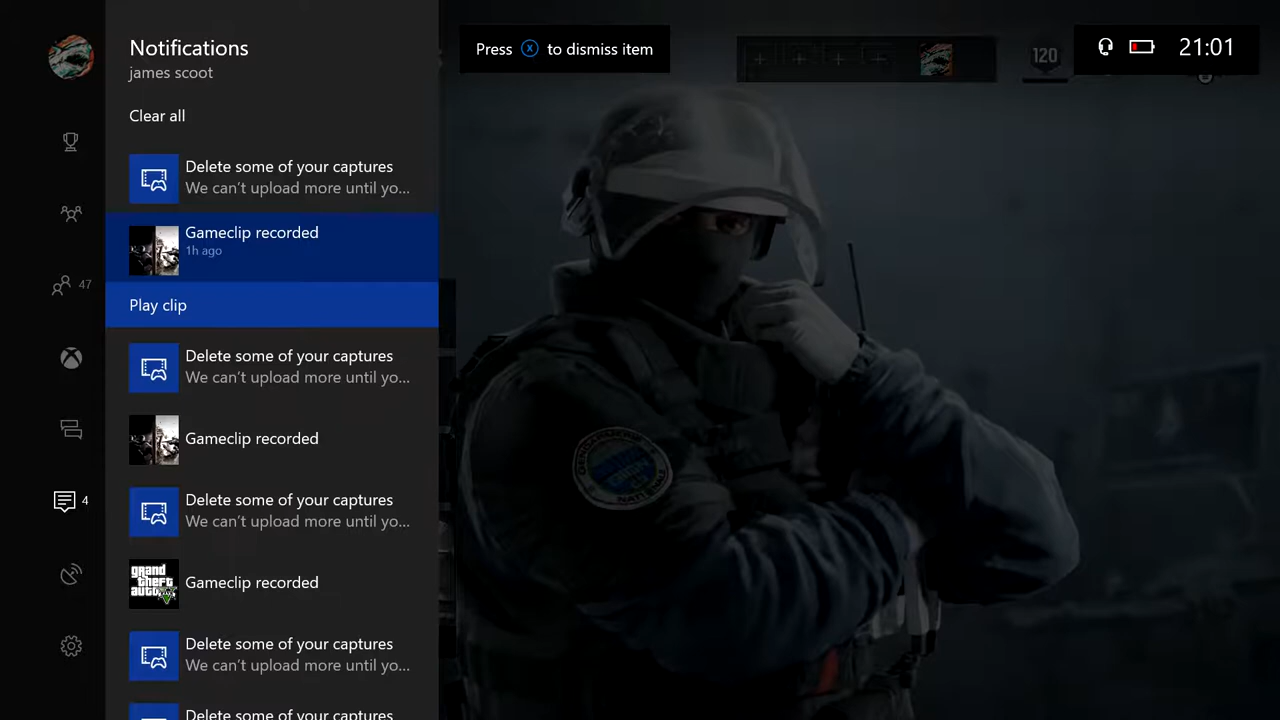 Notifications
james scoot
Press X to dismiss item
120
21:01
Clear all
Delete some of your captures
We can't upload more until yo...
Gameclip recorded
1h ago
47
Play clip
Delete some of your captures
We can't upload more until yo...
Gameclip recorded
4
Delete some of your captures
We can't upload more until yo...
grand
theft
auto
Gameclip recorded
Delete some of your captures
We can't upload more until yo...
Delete some of your captures